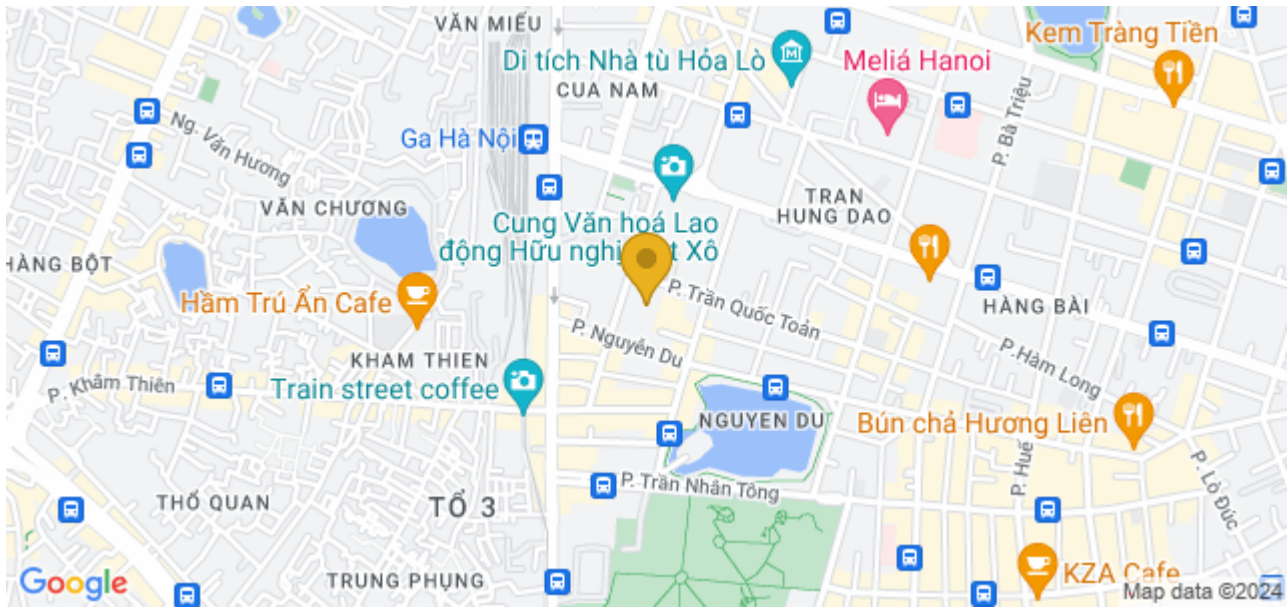 VĂN MIẾU
Kem Tràng Tiền
Di tích Nhà tù Hỏa Lò
Meliá Hanoi
CUA NAM
P. Bà Triệu
Ng. Văn Hương
Ga Hà Nội
VĂN CHƯƠNG
TRAN
HUNG DAO
Cung Văn hoá Lao
động Hữu nghị t Xô
HÀNG BỘT
P. Trần Quốc Toản
Hầm Trú Ẩn Cafe
HÀNG BÀI
P. Nguyễn Du
P. Hàm Long
KHAM THIEN
P. Khâm Thiên
Train street coffee
NGUYEN DU
Bún chả Hương Liên
P. Huế
P. Lò Đúc
P. Trần Nhân Tông
THỔ QUAN
TỔ 3
TRUNG PHỤNG
KZA Cafe
Google
Map data ©2024